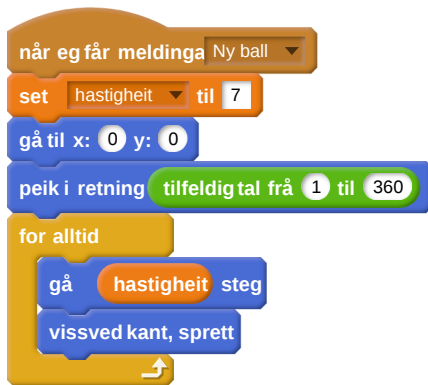 når eg får meldinga Ny ball
set hastigheit til 7
gå til x: 0 y: 0
peik i retning tilfeldig tal frå 1 til 360
for alltid
gå hastigheit steg
vissved kant, sprett